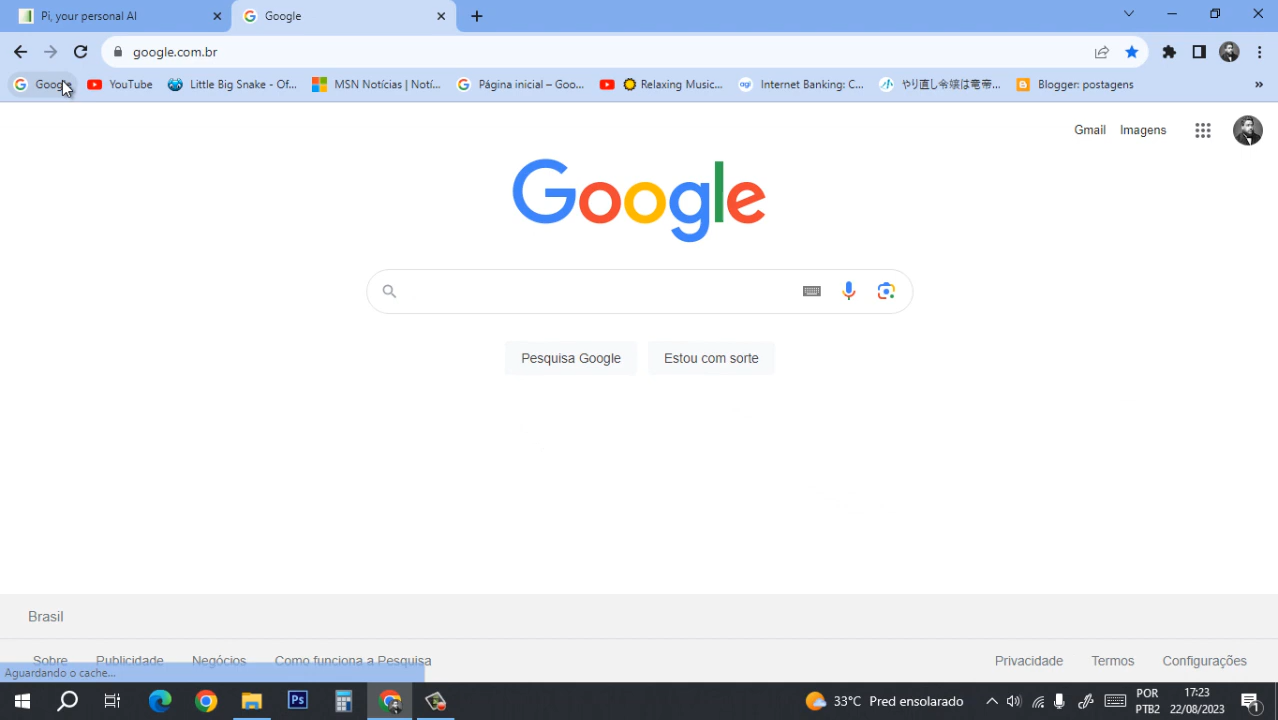 Pi, your personal AI
Google
google.com.br
Google
YouTube
Little Big Snake - Of...
MSN Notícias | Notí...
Página inicial – Goo...
Relaxing Music...
Internet Banking: C...
やり直し令嬢は竜帝...
Blogger: postagens
»
Gmail
Imagens
Google
Pesquisa Google
Estou com sorte
Brasil
Sobre
Publicidade
Negócios
Como funciona a Pesquisa
Privacidade
Termos
Configurações
Aguardando o cache...
Ps
33°C Pred ensolarado
POR
PTB2
17:23
22/08/2023
1